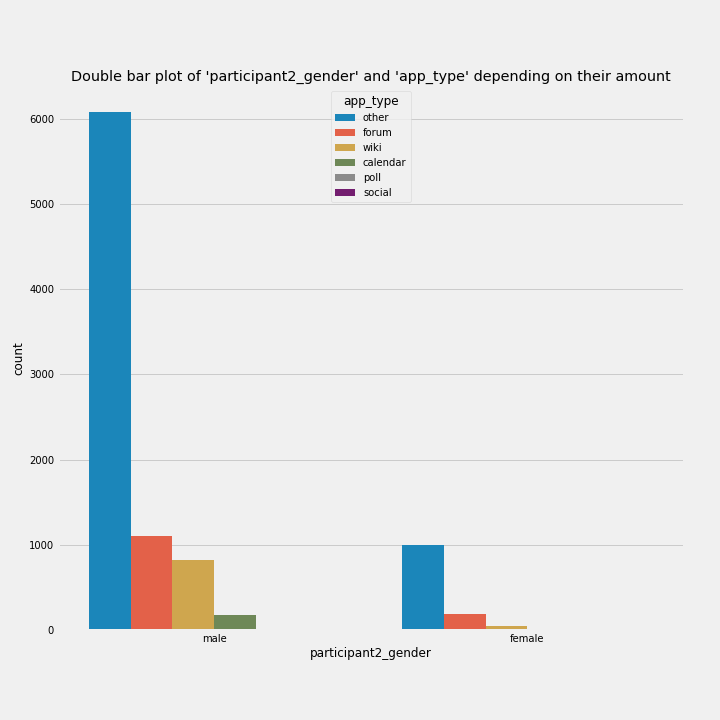 Double bar plot of 'participant2_gender' and 'app_type' depending on their amount
app_type
other
forum
wiki
calendar
poll
social
6000
5000
4000
3000
2000
1000
0
count
male
female
participant2_gender